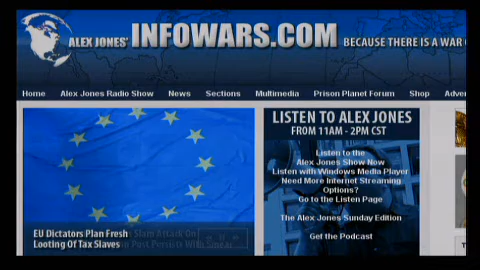 ALEX JONES' INFOWARS.COM BECAUSE THERE IS A WAR
Home Alex Jones Radio Show News Sections Multimedia Prison Planet Forum Shop
LISTEN TO ALEX JONES
FROM 11AM - 2PM CST
Listen to the
Alex Jones Show Now
Listen with Windows Media Player
Need More Internet Streaming
Options?
Go to the Listen Page
The Alex Jones Sunday Edition
Get the Podcast
EU Dictators Plan Fresh
Looting Of Tax Slaves